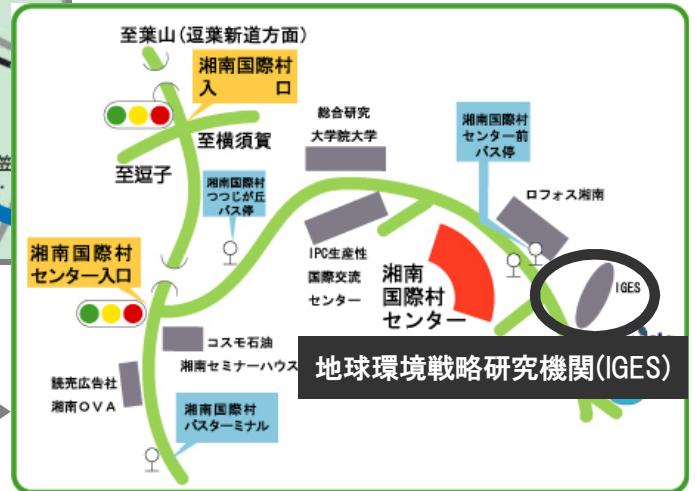 至葉山(逗葉新道方面)
湘南国際村
入 口
至横須賀
至逗子
総合研究
大学院大学
湘南国際村
センター前
バス停
湘南国際村
つつじが丘
バス停
ロフォス湘南
IPC生産性
国際交流
センター
湘南
国際村
センター
IGES
湘南国際村
センター入口
地球環境戦略研究機関(IGES)
コスモ石油
湘南セミナーハウス
読売広告社
湘南OVA
湘南国際村
バスターミナル